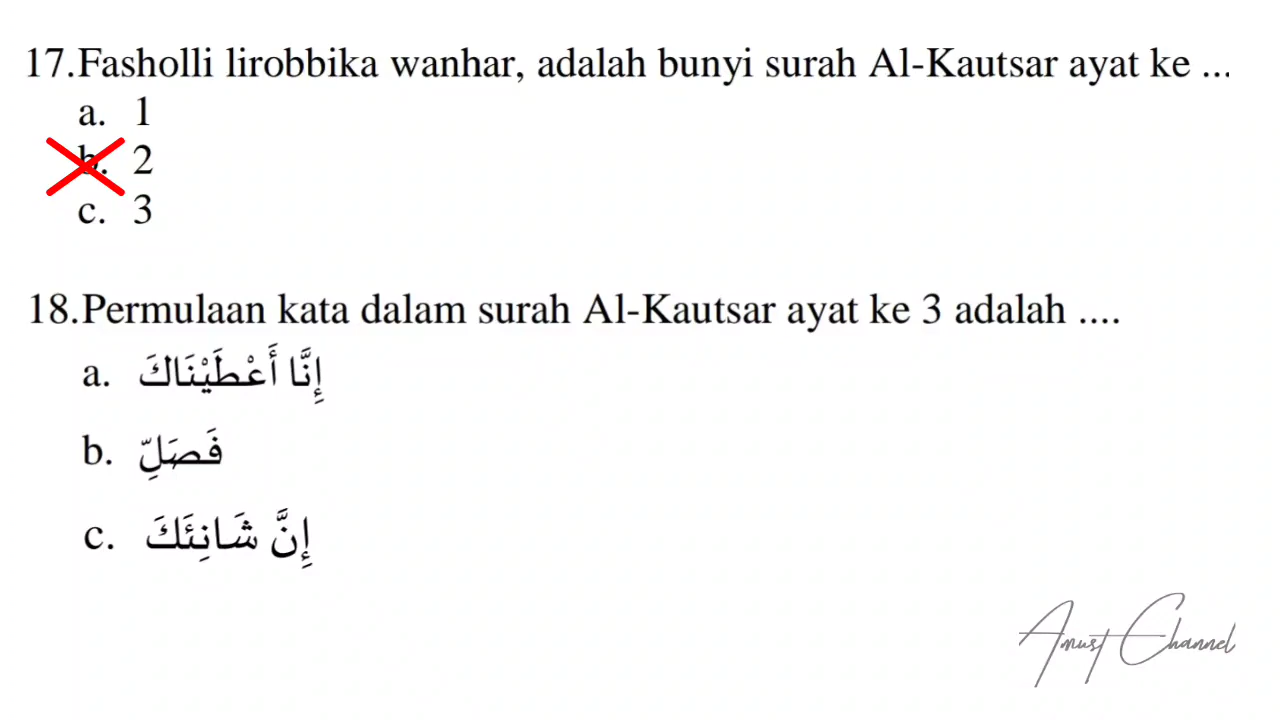 17.Fasholli lirobbika wanhar, adalah bunyi surah Al-Kautsar ayat ke ...
a. 1
b. 2
c. 3
18.Permulaan kata dalam surah Al-Kautsar ayat ke 3 adalah ....
a. إِنَّا أَعْطَيْنَاكَ
b. فَصَلِّ
c. إِنَّ شَانِئَكَ
Amust Channel